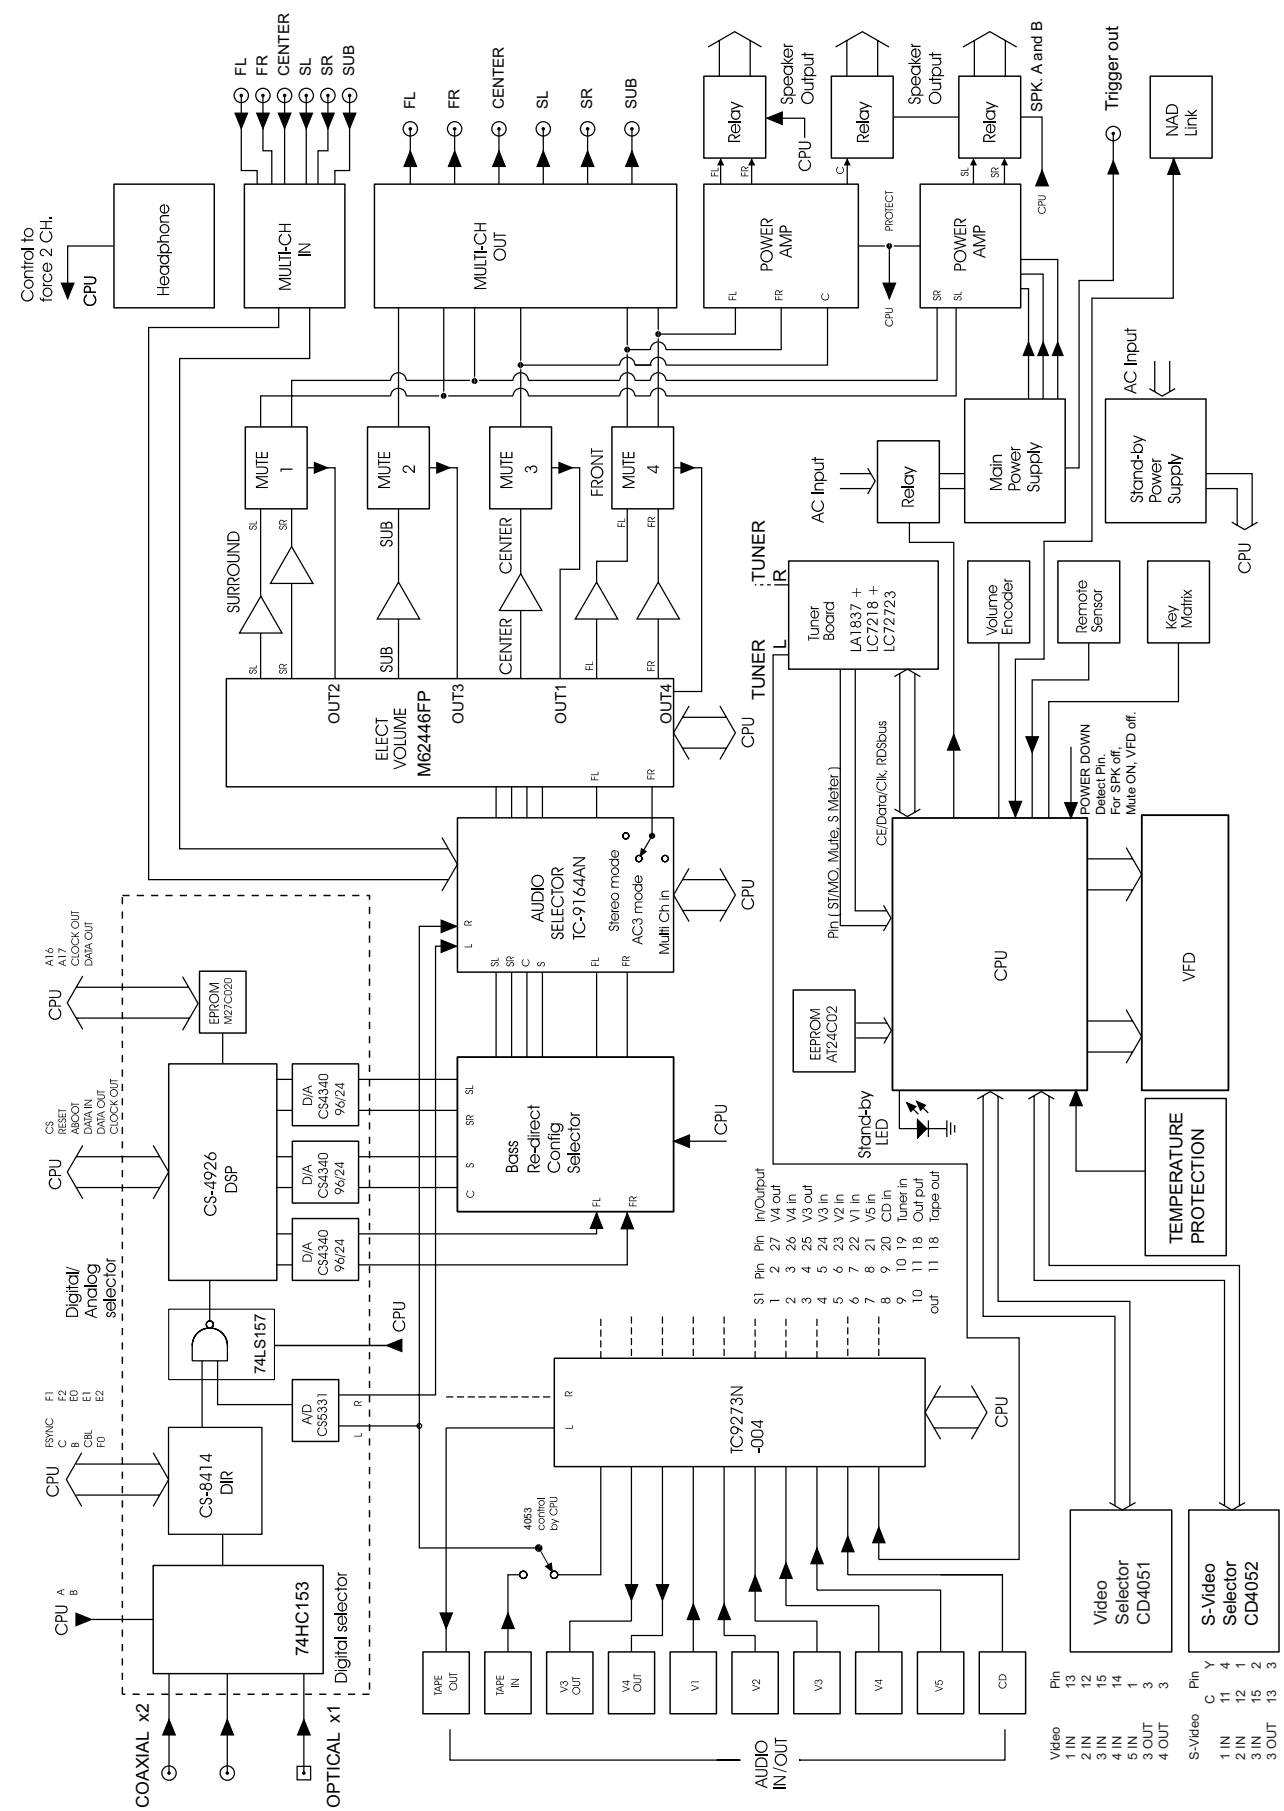 Control to
force 2 CH.
CPU
Headphone
FL
FR
CENTER
SL
SR
SUB
MULTI-CH
IN
FL
FR
CENTER
SL
SR
SUB
MULTI-CH
OUT
Relay
Speaker
Output
CPU
Relay
Speaker
Output
Relay
SPK. A and B
CPU
FL
FR
C
SL
SR
POWER
AMP
FL
FR
C
PROTECT
CPU
POWER
AMP
SR
SL
Trigger out
NAD
Link
SURROUND
SL
SR
MUTE
1
SL
SR
OUT2
SUB
MUTE
2
SUB
OUT3
CENTER
MUTE
3
CENTER
OUT1
FRONT
FL
FR
MUTE
4
FL
FR
OUT4
ELECT
VOLUME
M62446FP
FL
FR
CPU
AC Input
Relay
Main
Power
Supply
AC Input
Stand-by
Power
Supply
CPU
TUNER
R
TUNER
L
Tuner
Board
LA1837 +
LC7218 +
LC72723
Volume
Encoder
Remote
Sensor
Key
Matrix
Pin ( ST/MO, Mute, S Meter )
CE/Data/Clk, RDSbus
POWER DOWN
Detect Pin.
For SPK off,
Mute ON, VFD off.
AUDIO
SELECTOR
TC-9164AN
R
L
SL
SR
C
S
FL
FR
Stereo mode
AC3 mode
Multi Ch in
CPU
CPU
A16
A17
CLOCK OUT
DATA OUT
EPROM
M27C020
CPU
CS
RESET
ABOOT
DATA IN
DATA OUT
CLOCK OUT
CS-4926
DSP
D/A
CS4340
96/24
D/A
CS4340
96/24
D/A
CS4340
96/24
Bass
Re-direct
Config
Selector
SL
SR
S
C
FL
FR
CPU
EEPROM
AT24C02
CPU
VFD
Stand-by
LED
TEMPERATURE
PROTECTION
Digital/
Analog
selector
74LS157
CPU
A/D
CS5331
R
L
CPU
FSYNC F1
C F2
B E0
CBL E1
F0 E2
CS-8414
DIR
CPU
A
B
74HC153
Digital selector
COAXIAL x2
OPTICAL x1
S1 Pin Pin In/Output
1 2 27 V4 out
2 3 26 V4 in
3 4 25 V3 out
4 5 24 V3 in
5 6 23 V2 in
6 7 22 V1 in
7 8 21 V5 in
8 9 20 CD in
9 10 19 Tuner in
10 11 18 Out put
out 11 18 Tape out
TC9273N
-004
R
L
CPU
4053
control
by CPU
TAPE
OUT
TAPE
IN
V3
OUT
V4
OUT
V1
V2
V3
V4
V5
CD
AUDIO
IN/OUT
Video
Selector
CD4051
S-Video
Selector
CD4052
Video Pin
1 IN 13
2 IN 12
3 IN 15
4 IN 14
5 IN 1
3 OUT 3
4 OUT 3
S-Video Pin
C Y
1 IN 11 4
2 IN 12 1
3 IN 15 2
3 OUT 13 3